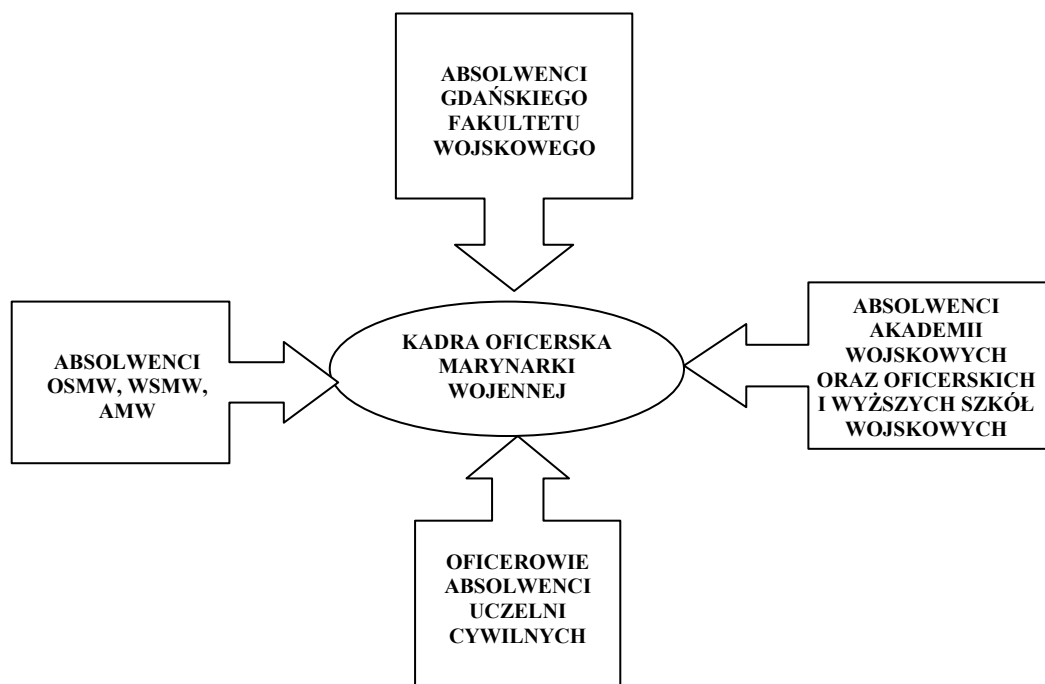 ABSOLWENCI
GDAŃSKIEGO
FAKULTETU
WOJSKOWEGO
ABSOLWENCI
OSMW, WSMW,
AMW
KADRA OFICERSKA
MARYNARKI
WOJENNEJ
ABSOLWENCI
AKADEMII
WOJSKOWYCH
ORAZ OFICERSKICH
I WYŻSZYCH SZKÓŁ
WOJSKOWYCH
OFICEROWIE
ABSOLWENCI
UCZELNI
CYWILNYCH